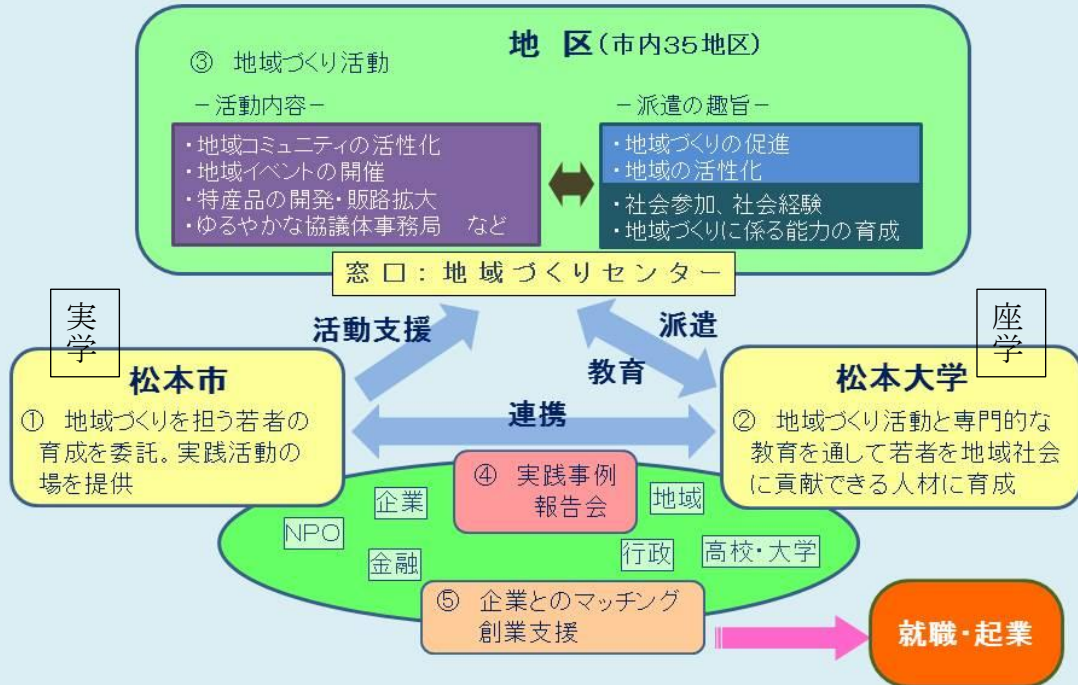 地 区(市内35地区)
③ 地域づくり活動
－活動内容－
・地域コミュニティの活性化
・地域イベントの開催
・特産品の開発・販路拡大
・ゆるやかな協議体事務局 など
－派遣の趣旨－
・地域づくりの促進
・地域の活性化
・社会参加、社会経験
・地域づくりに係る能力の育成
窓口：地域づくりセンター
実学
座学
活動支援
派遣
教育
連携
松本市
① 地域づくりを担う若者の
育成を委託。実践活動の
場を提供
松本大学
② 地域づくり活動と専門的な
教育を通して若者を地域社会
に貢献できる人材に育成
④ 実践事例
報告会
企業
地域
NPO
金融
行政
高校・大学
⑤ 企業とのマッチング
創業支援
就職・起業